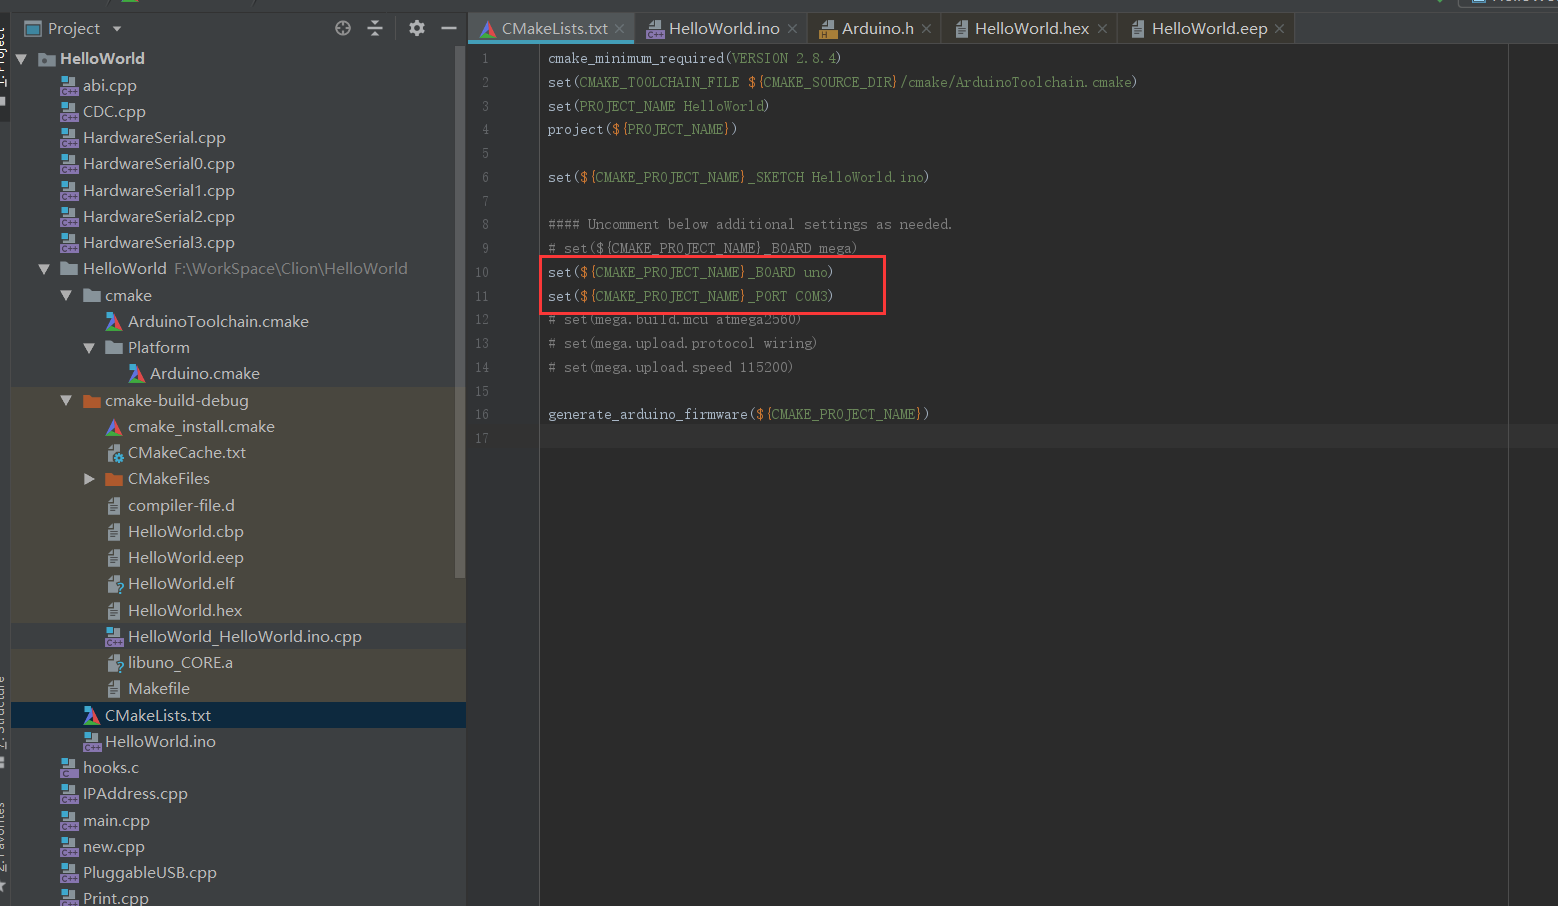 Project
HelloWorld
abi.cpp
CDC.cpp
HardwareSerial.cpp
HardwareSerial0.cpp
HardwareSerial1.cpp
HardwareSerial2.cpp
HardwareSerial3.cpp
HelloWorld F:\WorkSpace\Clion\HelloWorld
cmake
ArduinoToolchain.cmake
Platform
Arduino.cmake
cmake-build-debug
cmake_install.cmake
CMakeCache.txt
CMakeFiles
compiler-file.d
HelloWorld.cbp
HelloWorld.eep
HelloWorld.elf
HelloWorld.hex
HelloWorld_HelloWorld.ino.cpp
libuno_CORE.a
Makefile
CMakeLists.txt
HelloWorld.ino
hooks.c
IPAddress.cpp
main.cpp
new.cpp
PluggableUSB.cpp
Print.cpp
CMakeLists.txt HelloWorld.ino Arduino.h HelloWorld.hex HelloWorld.eep
1 cmake_minimum_required(VERSION 2.8.4)
2 set(CMAKE_TOOLCHAIN_FILE ${CMAKE_SOURCE_DIR}/cmake/ArduinoToolchain.cmake)
3 set(PROJECT_NAME HelloWorld)
4 project(${PROJECT_NAME})
5
6 set(${CMAKE_PROJECT_NAME}_SKETCH HelloWorld.ino)
7
8 #### Uncomment below additional settings as needed.
9 # set(${CMAKE_PROJECT_NAME}_BOARD mega)
10 set(${CMAKE_PROJECT_NAME}_BOARD uno)
11 set(${CMAKE_PROJECT_NAME}_PORT COM3)
12 # set(mega.build.mcu atmega2560)
13 # set(mega.upload.protocol wiring)
14 # set(mega.upload.speed 115200)
15
16 generate_arduino_firmware(${CMAKE_PROJECT_NAME})
17